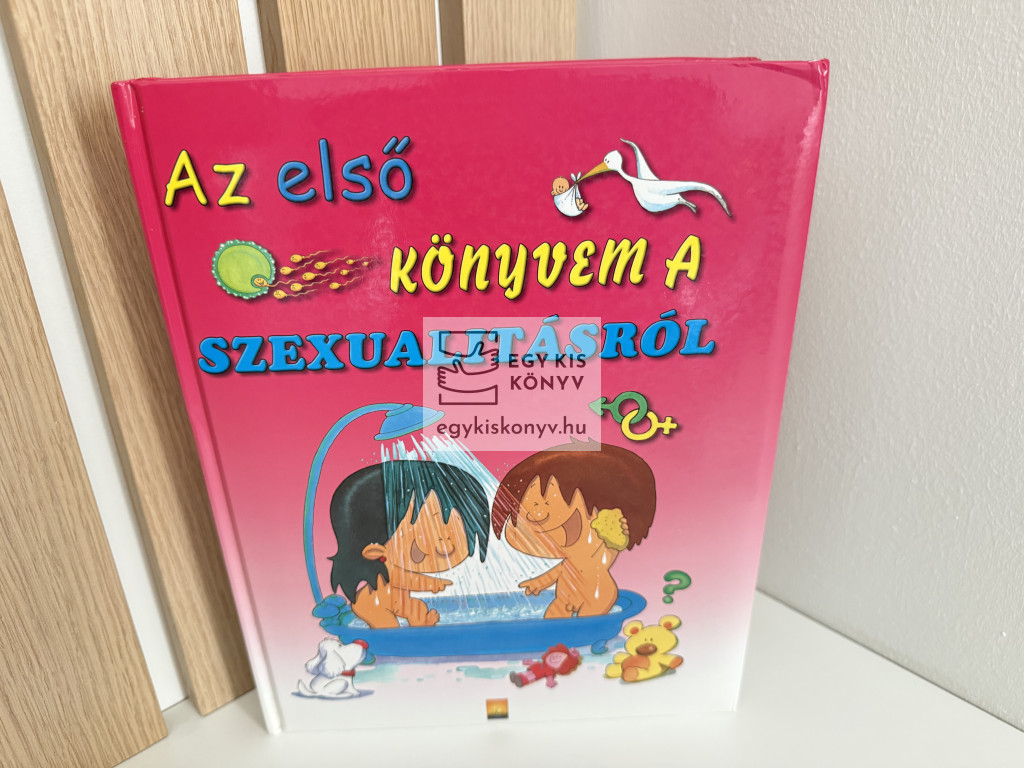 Az első
KÖNYVEM A
SZEXUALITÁSRÓL
EGY KIS
KÖNYV
egykiskonyv.hu
?